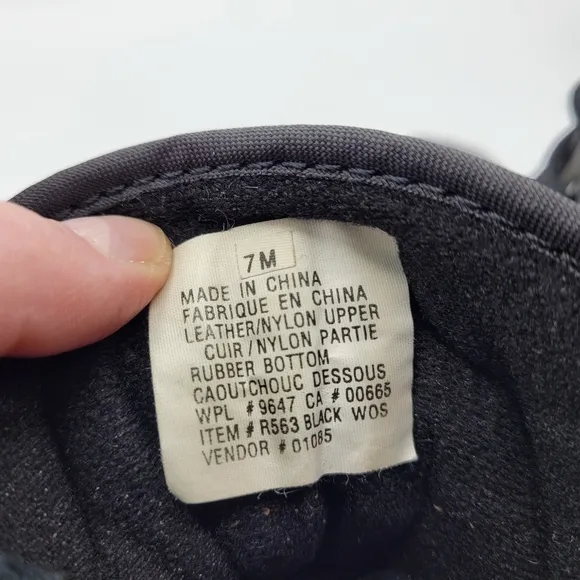 7M
MADE IN CHINA
FABRIQUE EN CHINA
LEATHER/NYLON UPPER
CUIR/NYLON PARTIE
RUBBER BOTTOM
CAOUTCHOUC DESSOUS
WPL # 9647 CA # 00665
ITEM # R563 BLACK WOS
VENDOR # 01085